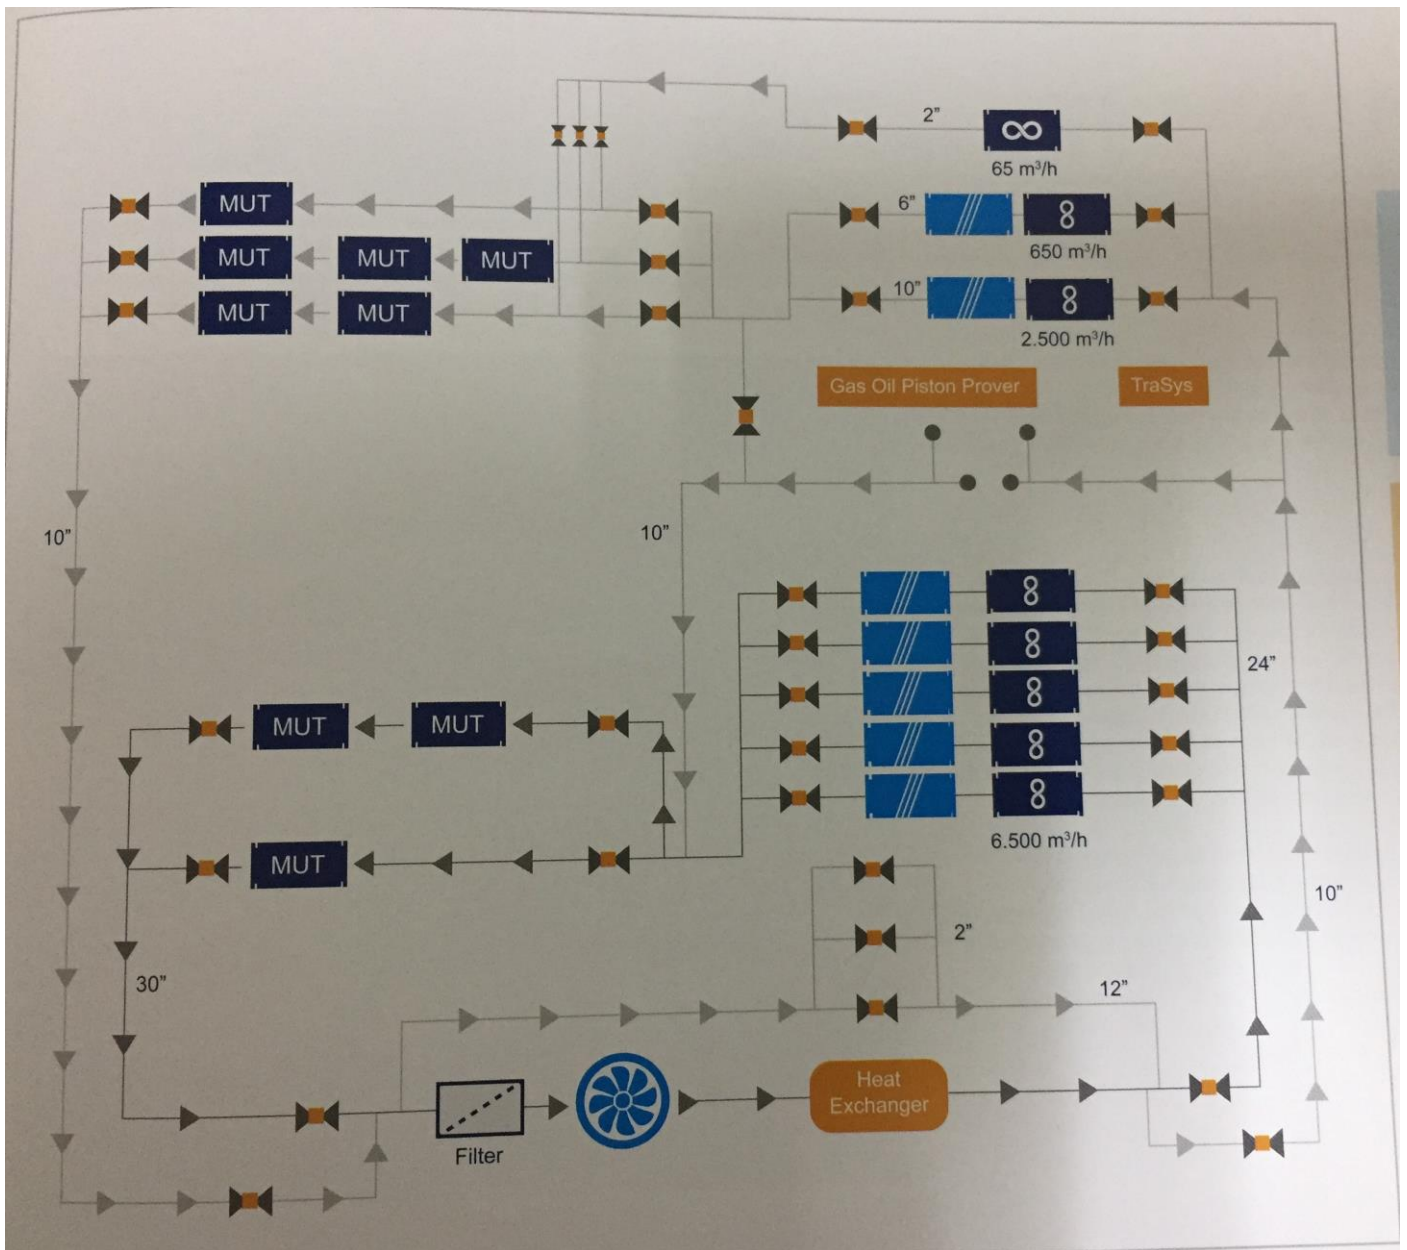 2”
65 m³/h
MUT
6”
650 m³/h
MUT
MUT
MUT
10”
MUT
MUT
2.500 m³/h
Gas Oil Piston Prover
TraSys
10”
10”
24”
MUT
MUT
6.500 m³/h
MUT
10”
2”
30”
12”
Heat
Exchanger
Filter